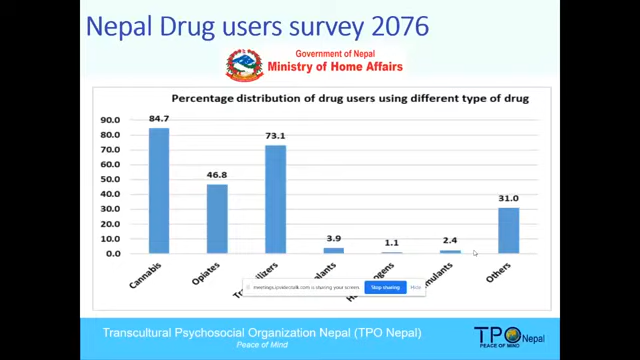 Nepal Drug users survey 2076
Government of Nepal
Ministry of Home Affairs
Percentage distribution of drug users using different type of drug
90.0
80.0
70.0
60.0
50.0
40.0
30.0
20.0
10.0
0.0
84.7
46.8
73.1
3.9
1.1
2.4
31.0
Cannabis
Opiates
Others
is sharing your screen.
Stop sharing
Hide
Transcultural Psychosocial Organization Nepal (TPO Nepal)
Peace of Mind
TPO Nepal
PEACE OF MIND